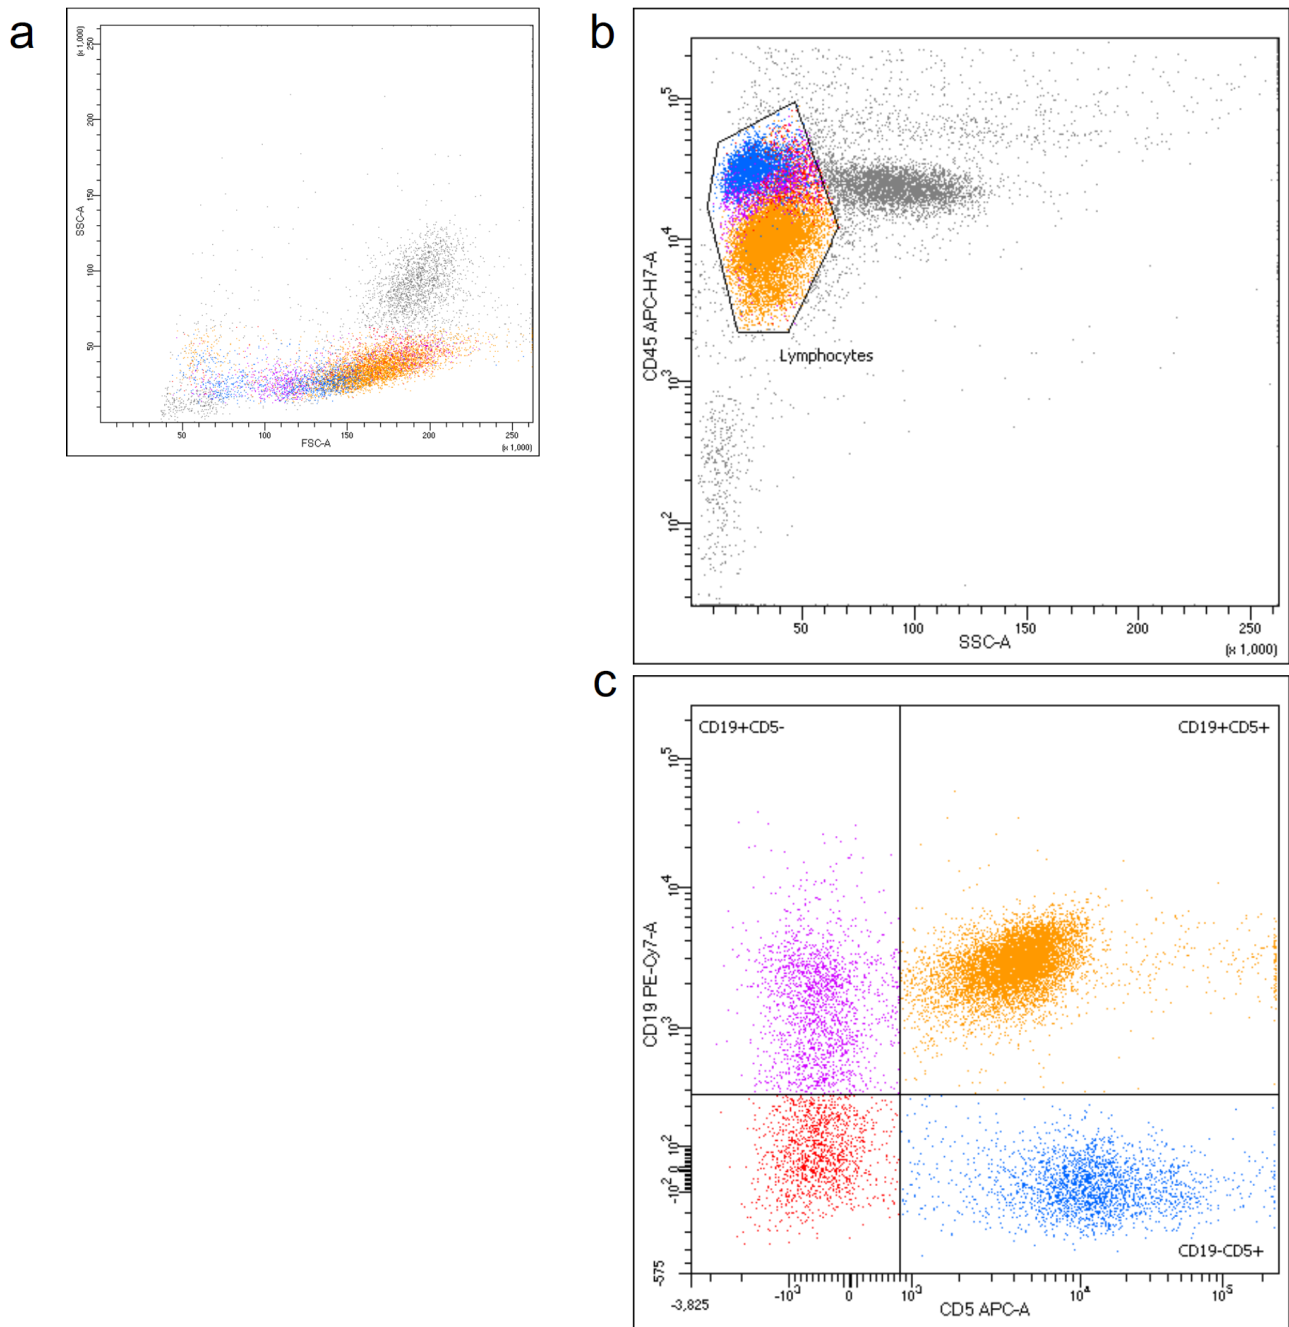 a
(x 1,000)
250
200
150
100
50
SSC-A
50 100 150 200 250
FSC-A
(x 1,000)
b
10^5
10^4
10^3
10^2
CD45 APC-H7-A
Lymphocytes
50 100 150 200 250
SSC-A
(x 1,000)
c
CD19+CD5-
CD19+CD5+
10^5
10^4
10^3
10^2
0
-10^2
-575
CD19 PE-Cy7-A
CD19-CD5+
-3,825
-10^3 0 10^3 10^4 10^5
CD5 APC-A